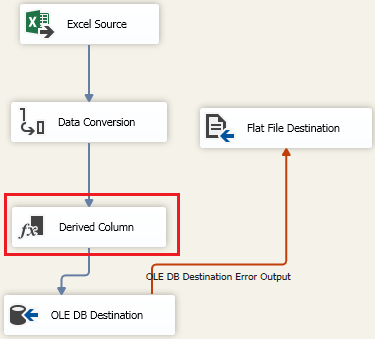 Excel Source
Data Conversion
Flat File Destination
Derived Column
OLE DB Destination Error Output
OLE DB Destination